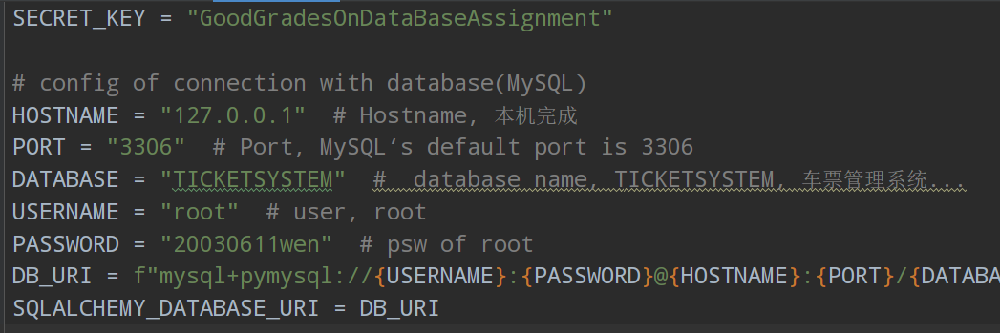 SECRET_KEY = "GoodGradesOnDataBaseAssignment"
# config of connection with database(MySQL)
HOSTNAME = "127.0.0.1"  # Hostname, 本机完成
PORT = "3306"  # Port, MySQL‘s default port is 3306
DATABASE = "TICKETSYSTEM"  #  database name, TICKETSYSTEM, 车票管理系统...
USERNAME = "root"  # user, root
PASSWORD = "20030611wen"  # psw of root
DB_URI = f"mysql+pymysql://{USERNAME}:{PASSWORD}@{HOSTNAME}:{PORT}/{DATABA
SQLALCHEMY_DATABASE_URI = DB_URI